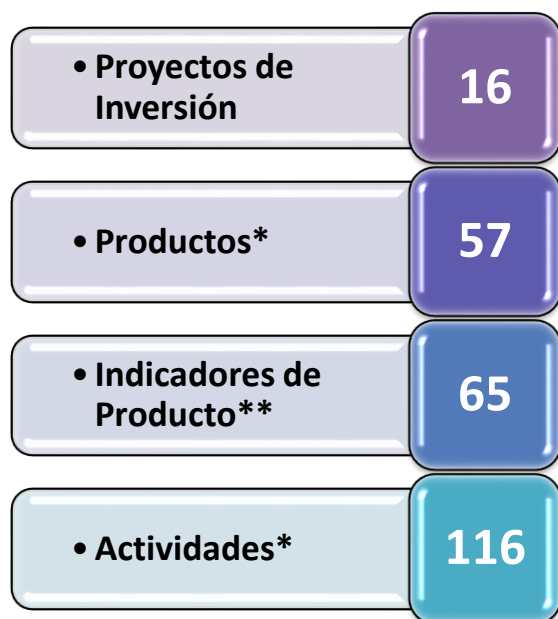 • Proyectos de
Inversión
16
• Productos*
57
• Indicadores de
Producto**
65
• Actividades*
116